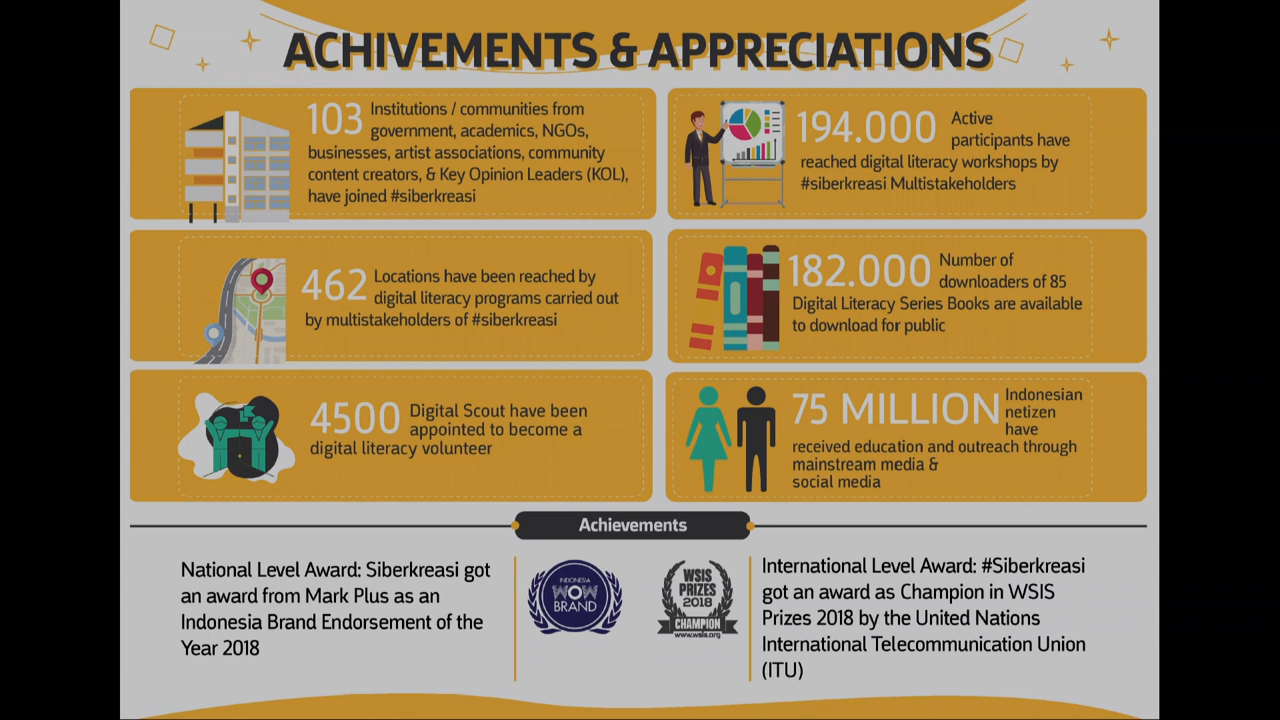 ACHIVEMENTS & APPRECIATIONS
103 Institutions / communities from
government, academics, NGOs,
businesses, artist associations, community
content creators, & Key Opinion Leaders (KOL),
have joined #siberkreasi
194.000 Active
participants have
reached digital literacy workshops by
#siberkreasi Multistakeholders
462 Locations have been reached by
digital literacy programs carried out
by multistakeholders of #siberkreasi
182.000 Number of
downloaders of 85
Digital Literacy Series Books are available
to download for public
4500 Digital Scout have been
appointed to become a
digital literacy volunteer
75 MILLION Indonesian
netizen
have
received education and outreach through
mainstream media &
social media
Achievements
National Level Award: Siberkreasi got
an award from Mark Plus as an
Indonesia Brand Endorsement of the
Year 2018
INDONESIA
WOW
BRAND
WSIS
PRIZES
2018
CHAMPION
www.wsis.org
International Level Award: #Siberkreasi
got an award as Champion in WSIS
Prizes 2018 by the United Nations
International Telecommunication Union
(ITU)